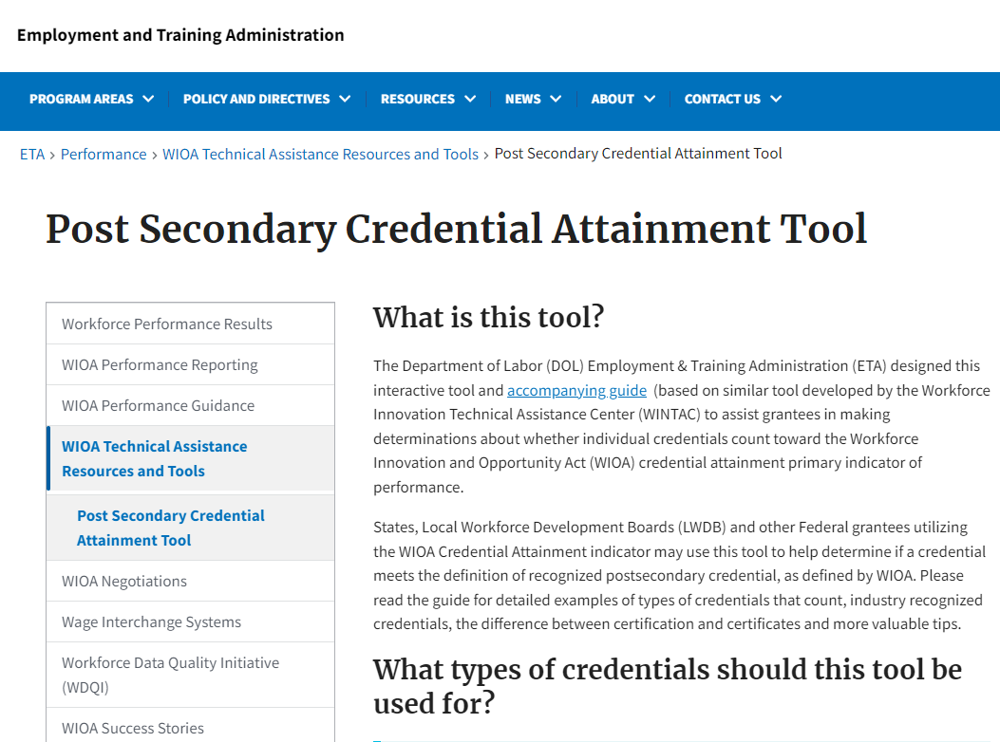 Employment and Training Administration
PROGRAM AREAS POLICY AND DIRECTIVES RESOURCES NEWS ABOUT CONTACT US
ETA > Performance > WIOA Technical Assistance Resources and Tools > Post Secondary Credential Attainment Tool
Post Secondary Credential Attainment Tool
Workforce Performance Results
WIOA Performance Reporting
WIOA Performance Guidance
WIOA Technical Assistance
Resources and Tools
Post Secondary Credential
Attainment Tool
WIOA Negotiations
Wage Interchange Systems
Workforce Data Quality Initiative
(WDQI)
WIOA Success Stories
What is this tool?
The Department of Labor (DOL) Employment & Training Administration (ETA) designed this
interactive tool and accompanying guide (based on similar tool developed by the Workforce
Innovation Technical Assistance Center (WINTAC) to assist grantees in making
determinations about whether individual credentials count toward the Workforce
Innovation and Opportunity Act (WIOA) credential attainment primary indicator of
performance.
States, Local Workforce Development Boards (LWDB) and other Federal grantees utilizing
the WIOA Credential Attainment indicator may use this tool to help determine if a credential
meets the definition of recognized postsecondary credential, as defined by WIOA. Please
read the guide for detailed examples of types of credentials that count, industry recognized
credentials, the difference between certification and certificates and more valuable tips.
What types of credentials should this tool be
used for?